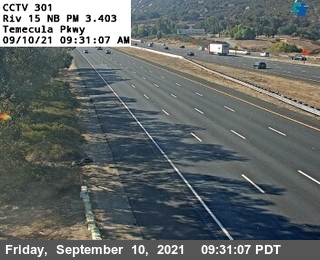 CCTV 301
Riv 15 NB PM 3.403
Temecula Pkwy
09/10/21 09:31:07 AM
Friday, September 10, 2021 09:31:07 PDT